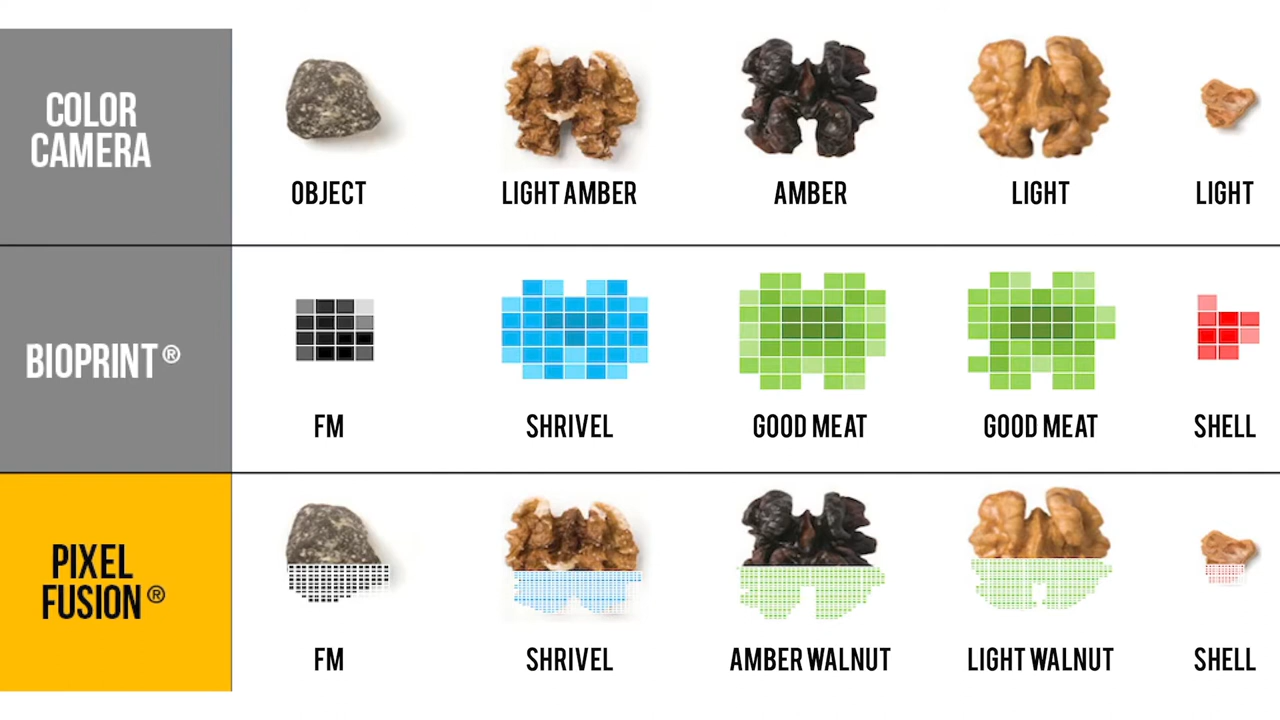 COLOR
CAMERA
OBJECT LIGHT AMBER AMBER LIGHT LIGHT
BIOPRINT®
FM SHRIVEL GOOD MEAT GOOD MEAT SHELL
PIXEL
FUSION®
FM SHRIVEL AMBER WALNUT LIGHT WALNUT SHELL